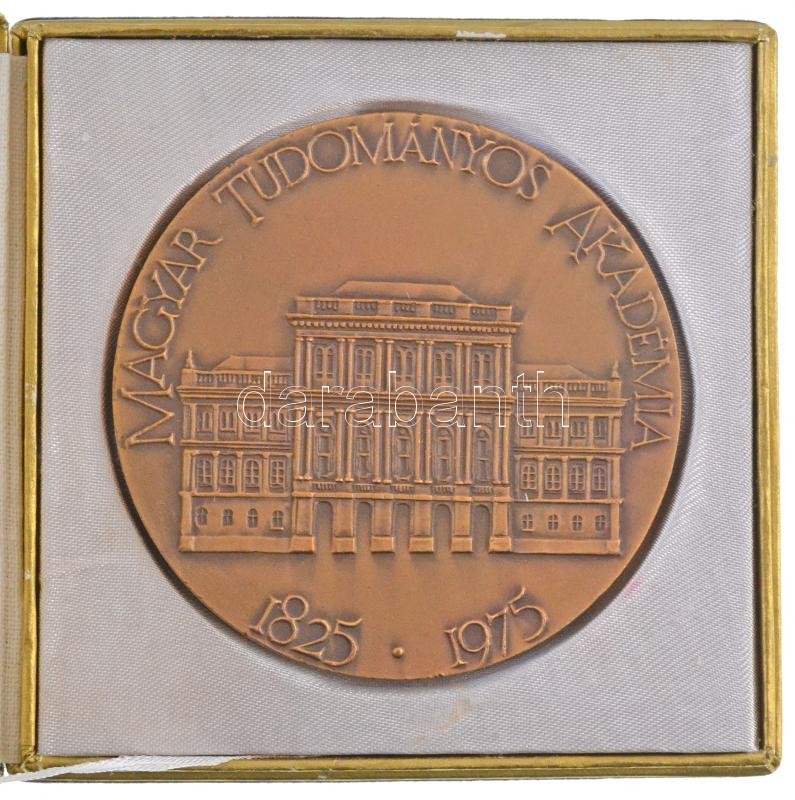 MAGYAR TUDOMÁNYOS AKADÉMIA
darabanth
1825 · 1975